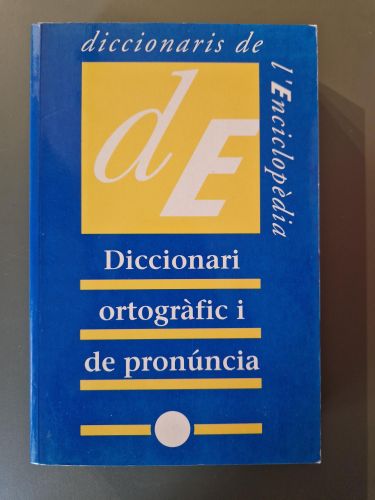 diccionaris de
l'Enciclopèdia
dE
Diccionari
ortogràfic i
de pronúncia